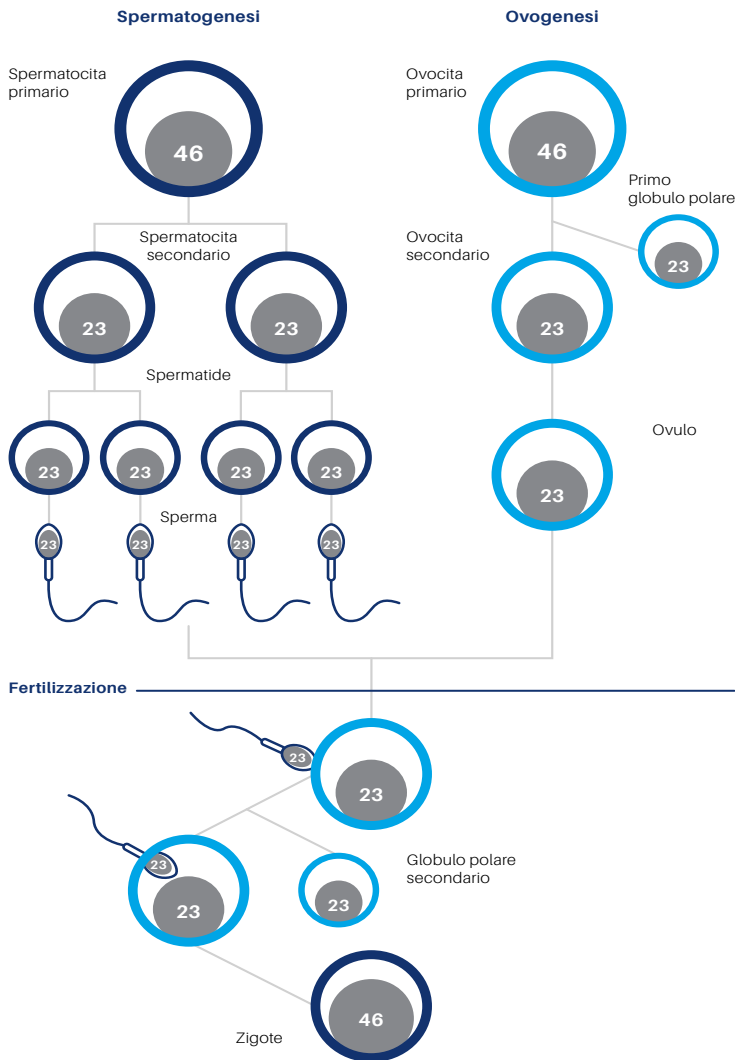 Spermatogenesi
Ovogenesi
Spermatocita
primario
Ovocita
primario
46
46
Primo
globulo polare
23
Spermatocita
secondario
Ovocita
secondario
23
23
23
Spermatide
Ovulo
23
23
23
23
23
Sperma
23
23
23
23
Fertilizzazione
23
23
23
23
Globulo polare
secondario
23
46
Zigote